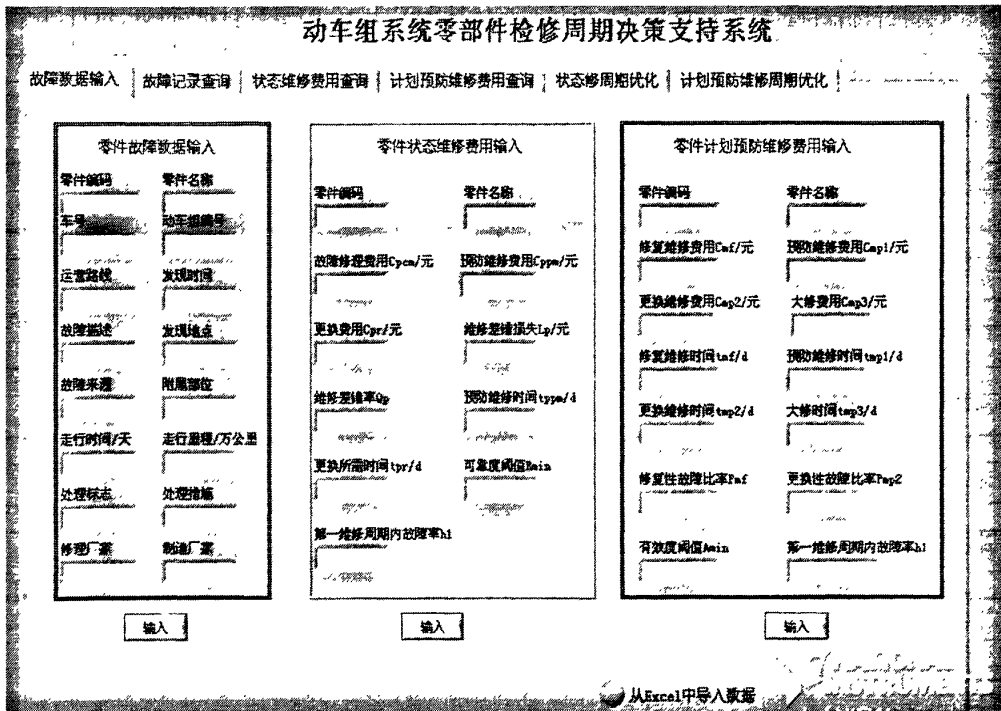 动车组系统零部件检修周期决策支持系统
故障数据输入 故障记录查询 状态维修费用查询 计划预防维修费用查询 状态修周期优化 计划预防维修周期优化
零件故障数据输入
零件编码 零件名称
车号 动车组编号
运营路线 发现时间
故障描述 发现地点
故障来源 附属部位
走行时间/天 走行里程/万公里
处理标志 处理措施
修理厂家 制造厂家
输入
零件状态维修费用输入
零件编码 零件名称
故障修理费用Cpcm/元 预防维修费用Cppm/元
更换费用Cpr/元 维修差错损失Lp/元
维修差错率Qp 预防维修时间tppm/d
更换所需时间tpr/d 可靠度阈值Rmin
第一维修周期内故障率h1
输入
零件计划预防维修费用输入
零件编码 零件名称
修复维修费用Cmf/元 预防维修费用Cmp1/元
更换维修费用Cmp2/元 大修费用Cmp3/元
修复维修时间tmf/d 预防维修时间tmp1/d
更换维修时间tmp2/d 大修时间tmp3/d
修复性故障比率Pmf 更换性故障比率Pmp2
有效度阈值Amin 第一维修周期内故障率h1
输入
从Excel中导入数据